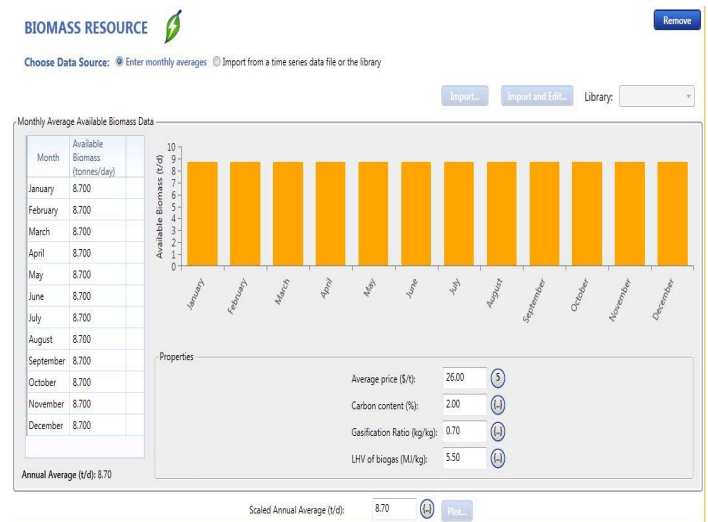 BIOMASS RESOURCE
Remove
Choose Data Source: Enter monthly averages Import from a time series data file or the library
Import... Import and Edit... Library:
Monthly Average Available Biomass Data
Month Available Biomass (tonnes/day)
January 8.700
February 8.700
March 8.700
April 8.700
May 8.700
June 8.700
July 8.700
August 8.700
September 8.700
October 8.700
November 8.700
December 8.700
Annual Average (t/d): 8.70
Available Biomass (t/d)
10
9
8
7
6
5
4
3
2
1
0
January February March April May June July August September October November December
Properties
Average price ($/t): 26.00 5
Carbon content (%): 2.00 {..}
Gasification Ratio (kg/kg): 0.70 {..}
LHV of biogas (MJ/kg): 5.50 {..}
Scaled Annual Average (t/d): 8.70 {..} Plot...